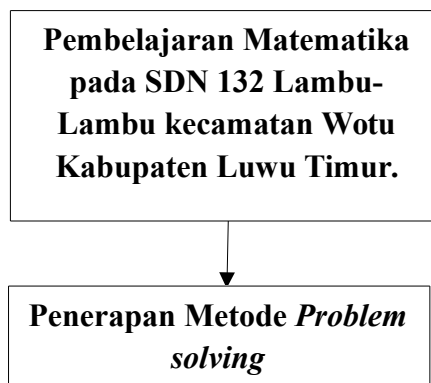 Pembelajaran Matematika
pada SDN 132 Lambu-
Lambu kecamatan Wotu
Kabupaten Luwu Timur.
Penerapan Metode Problem
solving